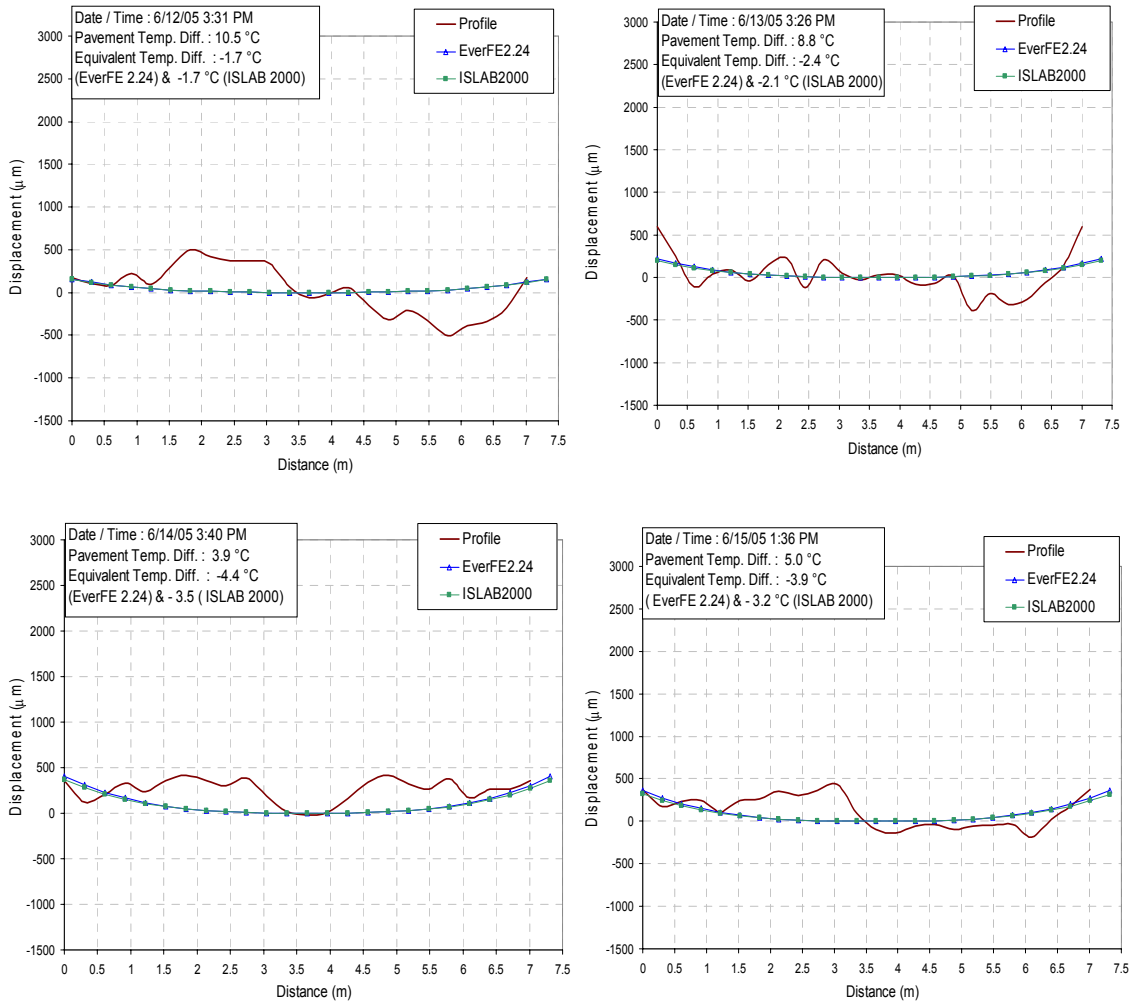 Date / Time : 6/12/05 3:31 PM
Pavement Temp. Diff. : 10.5 °C
Equivalent Temp. Diff. : -1.7 °C
(EverFE 2.24) & -1.7 °C (ISLAB 2000)
Profile
EverFE2.24
ISLAB2000
3000
2500
2000
1500
1000
500
0
-500
-1000
-1500
Displacement (μm)
0 0.5 1 1.5 2 2.5 3 3.5 4 4.5 5 5.5 6 6.5 7 7.5
Distance (m)
Date / Time : 6/13/05 3:26 PM
Pavement Temp. Diff. : 8.8 °C
Equivalent Temp. Diff. : -2.4 °C
(EverFE 2.24) & -2.1 °C (ISLAB 2000)
Profile
EverFE2.24
ISLAB2000
3000
2500
2000
1500
1000
500
0
-500
-1000
-1500
Displacement (μm)
0 0.5 1 1.5 2 2.5 3 3.5 4 4.5 5 5.5 6 6.5 7 7.5
Distance (m)
Date / Time : 6/14/05 3:40 PM
Pavement Temp. Diff. : 3.9 °C
Equivalent Temp. Diff. : -4.4 °C
(EverFE 2.24) & - 3.5 ( ISLAB 2000)
Profile
EverFE2.24
ISLAB2000
3000
2500
2000
1500
1000
500
0
-500
-1000
-1500
Displacement (μm)
0 0.5 1 1.5 2 2.5 3 3.5 4 4.5 5 5.5 6 6.5 7 7.5
Distance (m)
Date / Time : 6/15/05 1:36 PM
Pavement Temp. Diff. : 5.0 °C
Equivalent Temp. Diff. : -3.9 °C
( EverFE 2.24) & - 3.2 °C (ISLAB 2000)
Profile
EverFE2.24
ISLAB2000
3000
2500
2000
1500
1000
500
0
-500
-1000
-1500
Displacement (μm)
0 0.5 1 1.5 2 2.5 3 3.5 4 4.5 5 5.5 6 6.5 7 7.5
Distance (m)